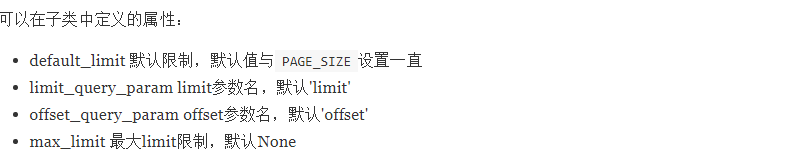 可以在子类中定义的属性：
• default_limit 默认限制，默认值与 PAGE_SIZE 设置一直
• limit_query_param limit参数名，默认'limit'
• offset_query_param offset参数名，默认'offset'
• max_limit 最大limit限制，默认None